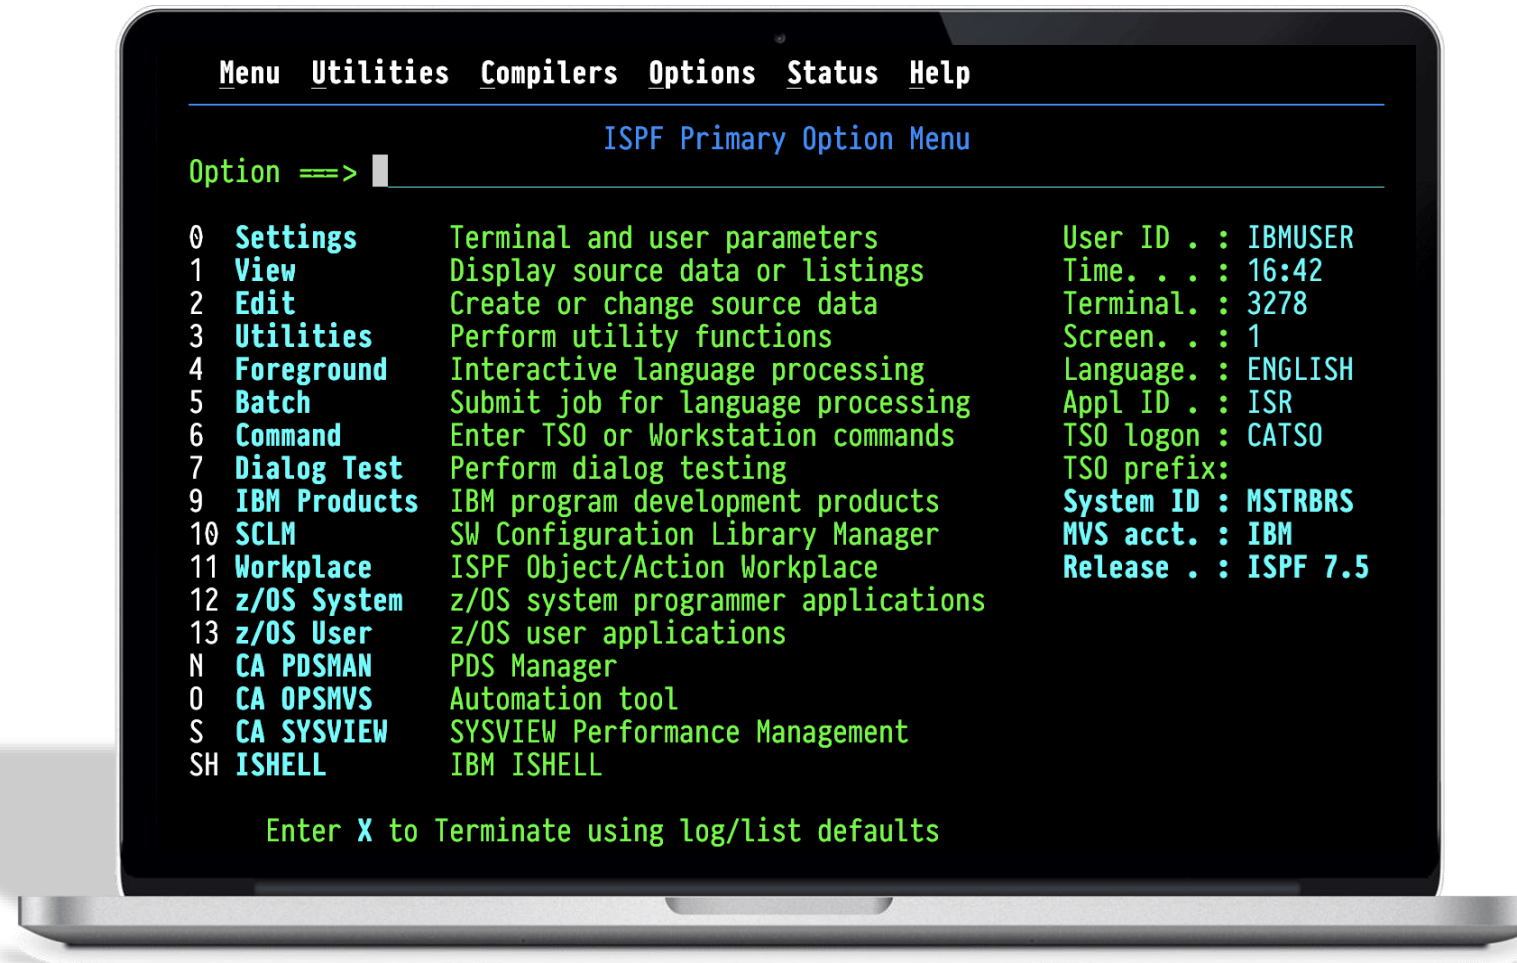 Menu Utilities Compilers Options Status Help
ISPF Primary Option Menu
Option ===>
0 Settings Terminal and user parameters User ID . : IBMUSER
1 View Display source data or listings Time. . . : 16:42
2 Edit Create or change source data Terminal. : 3278
3 Utilities Perform utility functions Screen. . : 1
4 Foreground Interactive language processing Language. : ENGLISH
5 Batch Submit job for language processing Appl ID . : ISR
6 Command Enter TSO or Workstation commands TSO logon : CATSO
7 Dialog Test Perform dialog testing TSO prefix:
9 IBM Products IBM program development products System ID : MSTRBRS
10 SCLM SW Configuration Library Manager MVS acct. : IBM
11 Workplace ISPF Object/Action Workplace Release . : ISPF 7.5
12 z/OS System z/OS system programmer applications
13 z/OS User z/OS user applications
N CA PDSMAN PDS Manager
O CA OPSMVS Automation tool
S CA SYSVIEW SYSVIEW Performance Management
SH ISHELL IBM ISHELL
Enter X to Terminate using log/list defaults